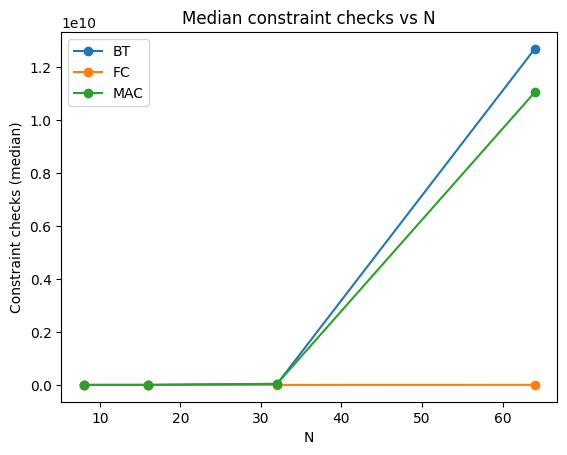 Median constraint checks vs N
1e10
BT
FC
MAC
Constraint checks (median)
1.2
1.0
0.8
0.6
0.4
0.2
0.0
10
20
30
40
50
60
N